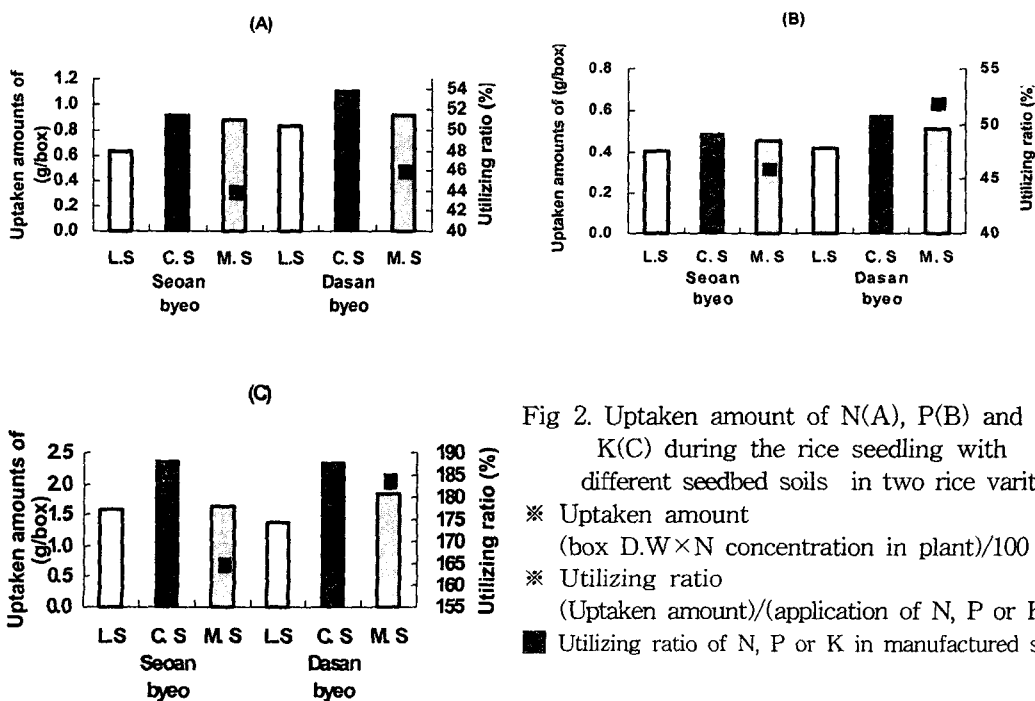 (A)
Uptaken amounts of
(g/box)
1.2
1.0
0.8
0.6
0.4
0.2
0.0
54
52
50
48
46
44
42
40
Utilizing ratio (%)
L.S C. S M. S L.S C. S M. S
Seoan Dasan
byeo byeo
(B)
Uptaken amounts of (g/box)
0.8
0.6
0.4
0.2
0.0
55
50
45
40
Utilizing ratio (%)
L.S C. S M. S L.S C. S M. S
Seoan Dasan
byeo byeo
(C)
Uptaken amounts of
(g/box)
2.5
2.0
1.5
1.0
0.5
0.0
190
185
180
175
170
165
160
155
Utilizing ratio (%)
L.S C. S M. S L.S C. S M. S
Seoan Dasan
byeo byeo
Fig 2. Uptaken amount of N(A), P(B) and
K(C) during the rice seedling with
different seedbed soils in two rice varit
※ Uptaken amount
(box D.W×N concentration in plant)/100
※ Utilizing ratio
(Uptaken amount)/(application of N, P or
■ Utilizing ratio of N, P or K in manufactured s